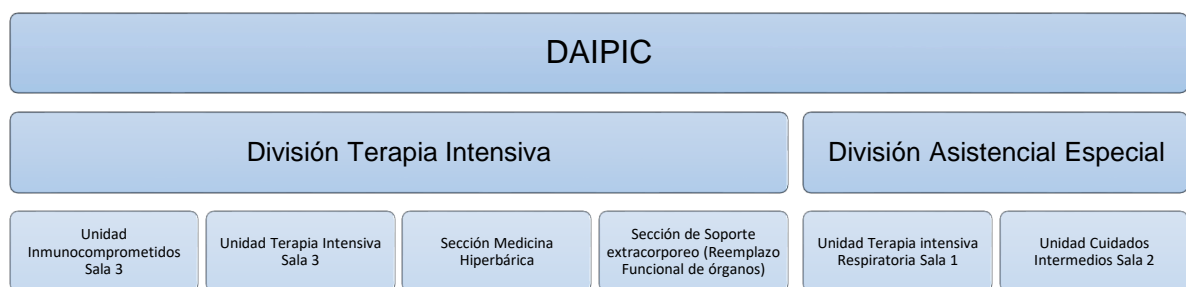 DAIPIC
División Terapia Intensiva
División Asistencial Especial
Unidad
Inmunocomprometidos
Sala 3
Unidad Terapia Intensiva
Sala 3
Sección Medicina
Hiperbárica
Sección de Soporte
extracorporeo (Reemplazo
Funcional de órganos)
Unidad Terapia intensiva
Respiratoria Sala 1
Unidad Cuidados
Intermedios Sala 2